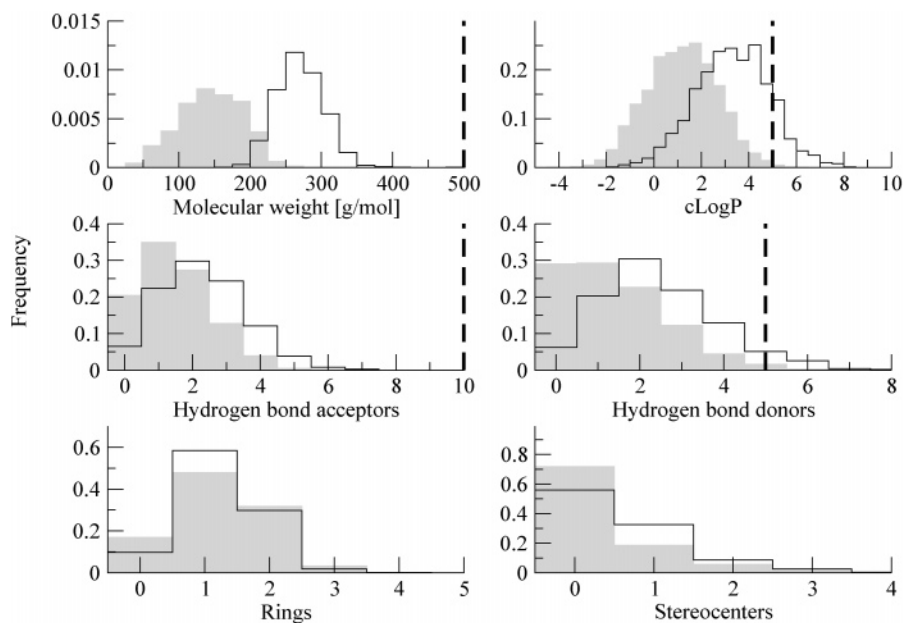 0.015
0.01
0.005
0
0 100 200 300 400 500
Molecular weight [g/mol]
0.2
0.1
0
-4 -2 0 2 4 6 8 10
cLogP
Frequency
0.4
0.3
0.2
0.1
0
0 2 4 6 8 10
Hydrogen bond acceptors
0.4
0.3
0.2
0.1
0
0 2 4 6 8
Hydrogen bond donors
0.6
0.4
0.2
0
0 1 2 3 4 5
Rings
0.8
0.6
0.4
0.2
0
0 1 2 3 4
Stereocenters